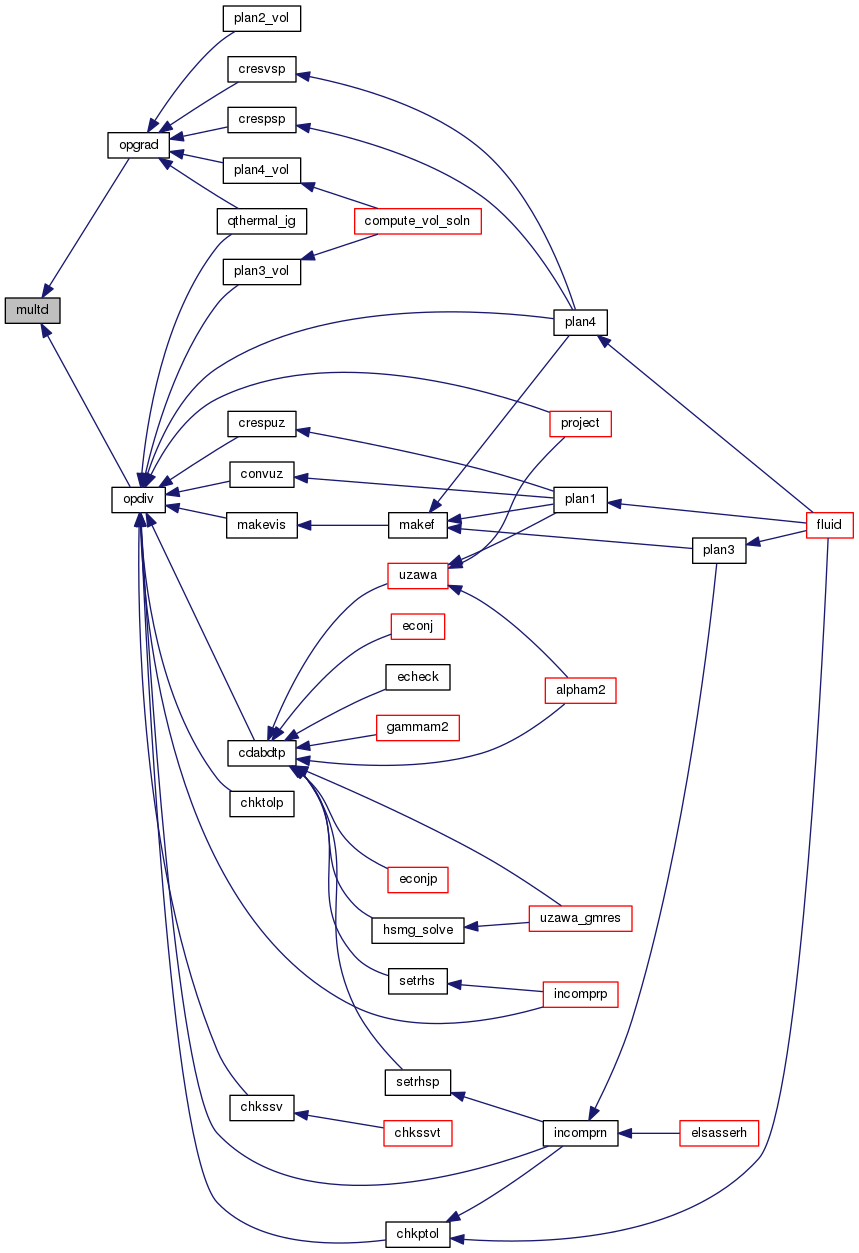 plan2_vol
cresvsp
crespsp
opgrad
plan4_vol
qthermal_ig
compute_vol_soln
plan3_vol
multd
plan4
crespuz
project
convuz
opdiv
plan1
makevis
makef
fluid
plan3
uzawa
econj
echeck
alpham2
gammam2
cdabdtp
chktolp
econjp
uzawa_gmres
hsmg_solve
setrhs
incomprp
setrhsp
chkssv
chkssvt
incomprn
elsasserh
chkptol